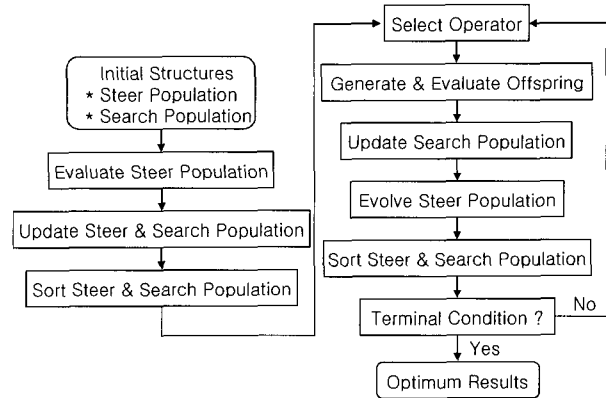 Initial Structures
* Steer Population
* Search Population
Evaluate Steer Population
Update Steer & Search Population
Sort Steer & Search Population
Select Operator
Generate & Evaluate Offspring
Update Search Population
Evolve Steer Population
Sort Steer & Search Population
Terminal Condition ?
No
Yes
Optimum Results